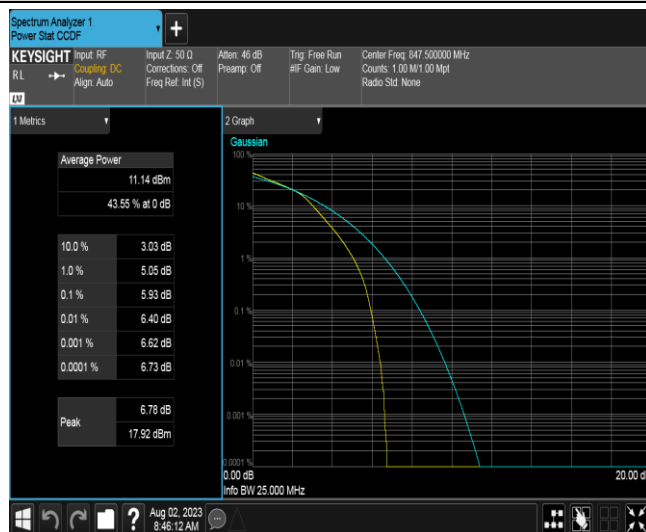 Spectrum Analyzer 1
Power Stat CCDF
KEYSIGHT
RL
LXI
Input: RF
Coupling: DC
Align: Auto
Input Z: 50 Ω
Corrections: Off
Freq Ref: Int (S)
Atten: 46 dB
Preamp: Off
Trig: Free Run
#IF Gain: Low
Center Freq: 847.500000 MHz
Counts: 1.00 M/1.00 Mpt
Radio Std: None
1 Metrics
Average Power
11.14 dBm
43.55 % at 0 dB
10.0 % 3.03 dB
1.0 % 5.05 dB
0.1 % 5.93 dB
0.01 % 6.40 dB
0.001 % 6.62 dB
0.0001 % 6.73 dB
Peak
6.78 dB
17.92 dBm
2 Graph
Gaussian
100 %
10 %
1 %
0.1 %
0.01 %
0.001 %
0.0001 %
0.00 dB
20.00 d
Info BW 25.000 MHz
?
Aug 02, 2023
8:46:12 AM